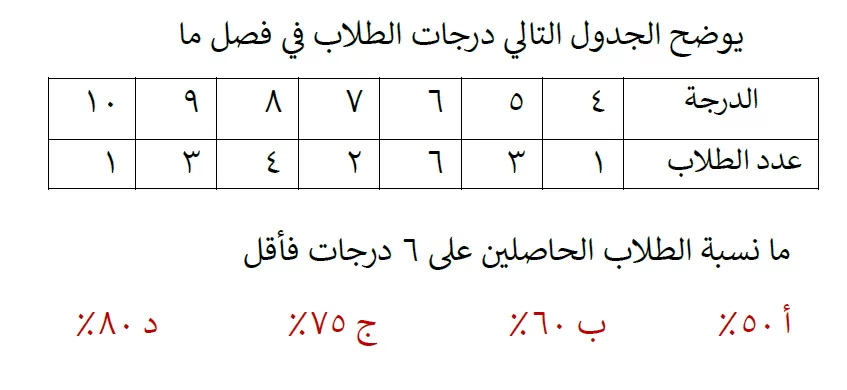 يوضح الجدول التالي درجات الطلاب في فصل ما
الدرجة ٤ ٥ ٦ ٧ ٨ ٩ ١٠
عدد الطلاب ١ ٣ ٦ ٢ ٤ ٣ ١
ما نسبة الطلاب الحاصلين على ٦ درجات فأقل
أ ٥٠٪ ب ٦٠٪ ج ٧٥٪ د ٨٠٪